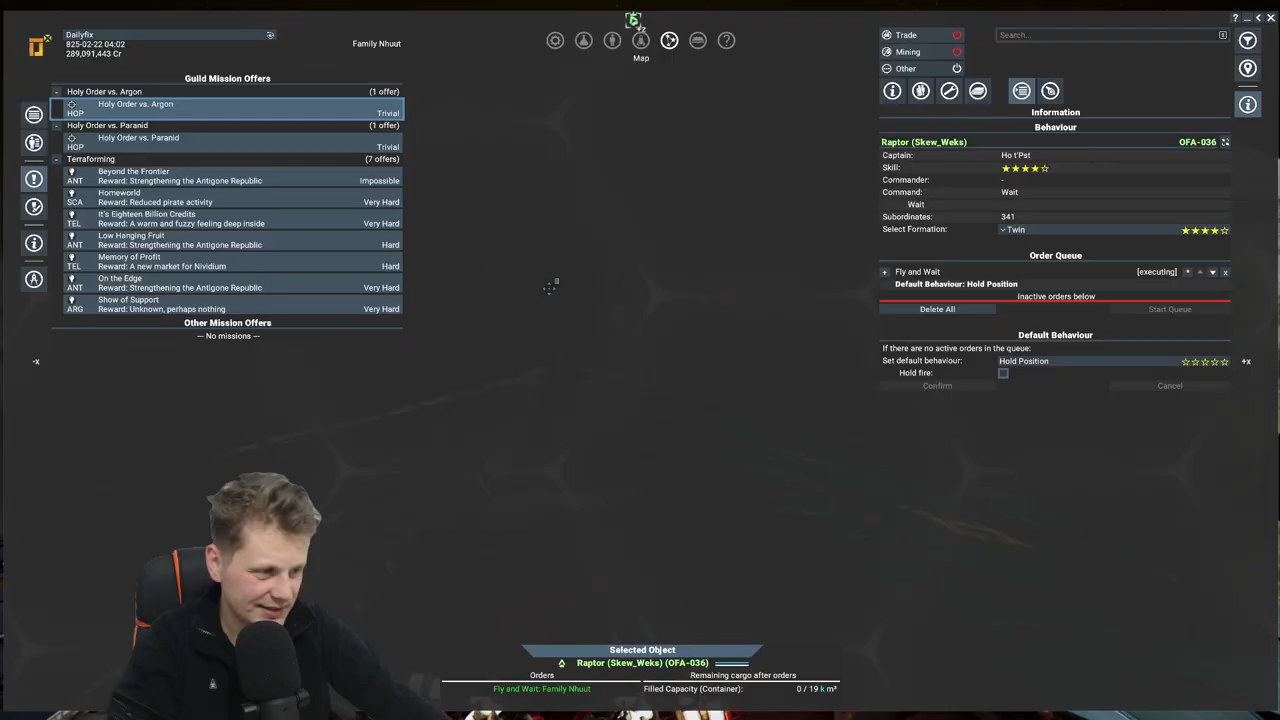 Dailyfix
825-02-22 04:02
289,091,443 Cr
Family Nhuut
Map
Guild Mission Offers
- Holy Order vs. Argon (1 offer)
Holy Order vs. Argon
HOP Trivial
- Holy Order vs. Paranid (1 offer)
Holy Order vs. Paranid
HOP Trivial
- Terraforming (7 offers)
Beyond the Frontier
ANT Reward: Strengthening the Antigone Republic Impossible
Homeworld
SCA Reward: Reduced pirate activity Very Hard
It's Eighteen Billion Credits
TEL Reward: A warm and fuzzy feeling deep inside Very Hard
Low Hanging Fruit
ANT Reward: Strengthening the Antigone Republic Hard
Memory of Profit
TEL Reward: A new market for Nividium Hard
On the Edge
ANT Reward: Strengthening the Antigone Republic Very Hard
Show of Support
ARG Reward: Unknown, perhaps nothing Very Hard
Other Mission Offers
-- No missions --
-x
Trade
Mining
Other
Search...
Information
Behaviour
Raptor (Skew_Weks) OFA-036
Captain: Ho t'Pst
Skill: ★★★★☆
Commander: -
Command: Wait
Wait
Subordinates: 341
Select Formation: Twin ★★★★☆
Order Queue
+ Fly and Wait [executing] * x
Default Behaviour: Hold Position
Inactive orders below
Delete All Start Queue
Default Behaviour
If there are no active orders in the queue:
Set default behaviour: Hold Position ☆☆☆☆☆
Hold fire:
Confirm Cancel
+x
Selected Object
Raptor (Skew_Weks) (OFA-036)
Orders Remaining cargo after orders
Fly and Wait: Family Nhuut Filled Capacity (Container): 0 / 19 k m³